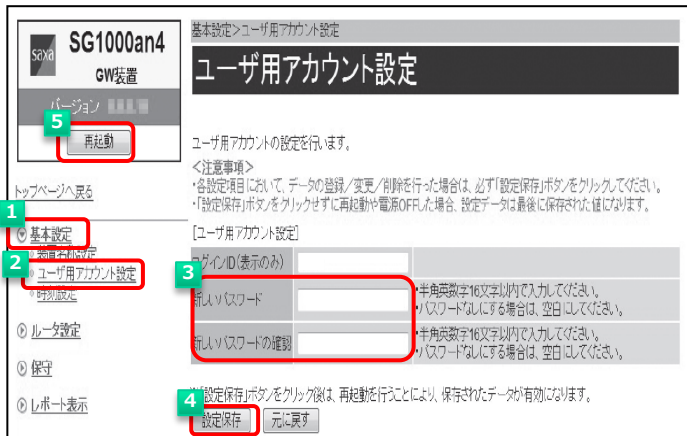 saxa
SG1000an4
GW装置
バージョン
5
再起動
トップページへ戻る
1
基本設定
装置名称設定
2
ユーザ用アカウント設定
時刻設定
ルータ設定
保守
レポート表示
基本設定>ユーザ用アカウント設定
ユーザ用アカウント設定
ユーザ用アカウントの設定を行います。
<注意事項>
・各設定項目において、データの登録／変更／削除を行った場合は、必ず「設定保存」ボタンをクリックしてください。
・「設定保存」ボタンをクリックせずに再起動や電源OFFした場合、設定データは最後に保存された値になります。
[ユーザ用アカウント設定]
ログインID(表示のみ)
3
新しいパスワード
・半角英数字16文字以内で入力してください。
・パスワードなしにする場合は、空白にしてください。
新しいパスワードの確認
・半角英数字16文字以内で入力してください。
・パスワードなしにする場合は、空白にしてください。
「設定保存」ボタンをクリック後は、再起動を行うことにより、保存されたデータが有効になります。
4
設定保存
元に戻す